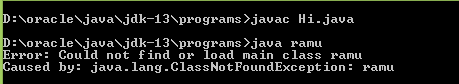 D:\oracle\java\jdk-13\programs>javac Hi.java
D:\oracle\java\jdk-13\programs>java ramu
Error: Could not find or load main class ramu
Caused by: java.lang.ClassNotFoundException: ramu